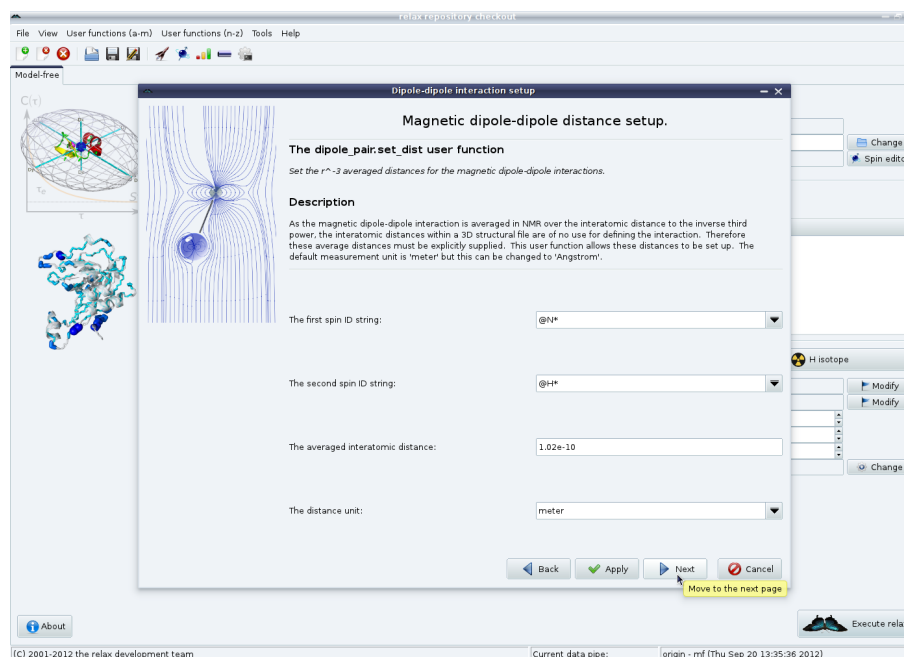 relax repository checkout
File View User functions (a-m) User functions (n-z) Tools Help
Model-free
C(τ)
Dipole-dipole interaction setup
Magnetic dipole-dipole distance setup.
The dipole_pair.set_dist user function
Set the r^-3 averaged distances for the magnetic dipole-dipole interactions.
Description
As the magnetic dipole-dipole interaction is averaged in NMR over the interatomic distance to the inverse third
power, the interatomic distances within a 3D structural file are of no use for defining the interaction. Therefore
these average distances must be explicitly supplied. This user function allows these distances to be set up. The
default measurement unit is 'meter' but this can be changed to 'Angstrom'.
The first spin ID string: @N*
The second spin ID string: @H*
The averaged interatomic distance: 1.02e-10
The distance unit: meter
Back Apply Next Cancel
Move to the next page
Change
Spin edito
H isotope
Modify
Modify
Change
About
Execute rela
(C) 2001-2012 the relax development team Current data pipe: origin - mf (Thu Sep 20 13:35:36 2012)